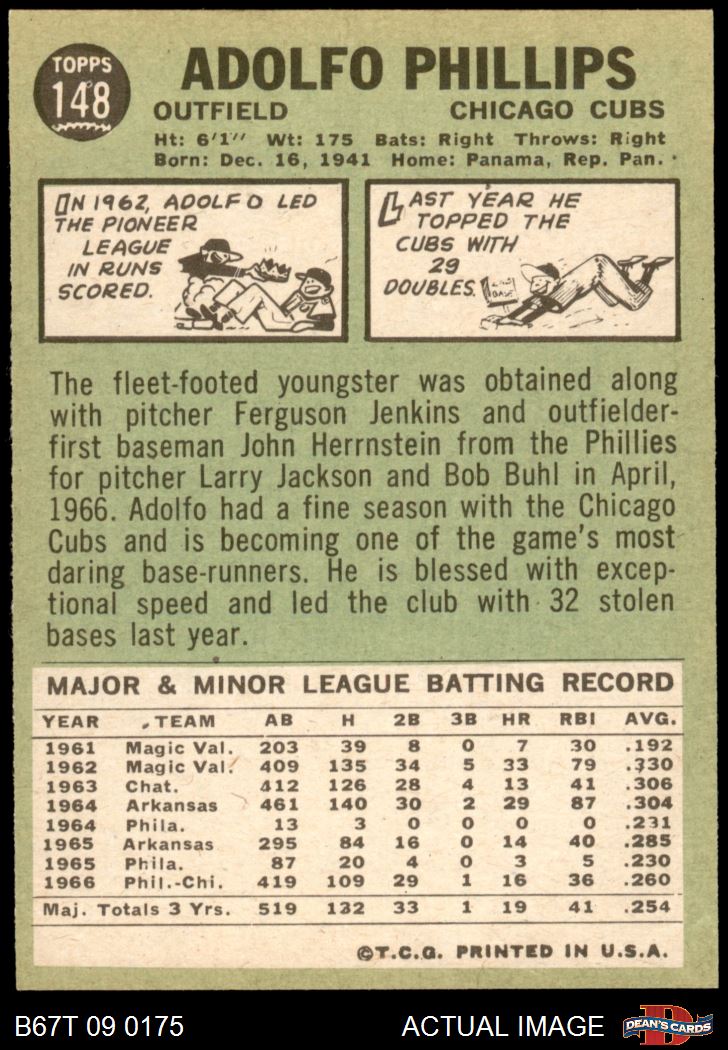 TOPPS
148
ADOLFO PHILLIPS
OUTFIELD CHICAGO CUBS
Ht: 6'1" Wt: 175 Bats: Right Throws: Right
Born: Dec. 16, 1941 Home: Panama, Rep. Pan.
IN 1962, ADOLFO LED
THE PIONEER
LEAGUE
IN RUNS
SCORED.
LAST YEAR HE
TOPPED THE
CUBS WITH
29
DOUBLES.
2ND
BASE
The fleet-footed youngster was obtained along
with pitcher Ferguson Jenkins and outfielder-
first baseman John Herrnstein from the Phillies
for pitcher Larry Jackson and Bob Buhl in April,
1966. Adolfo had a fine season with the Chicago
Cubs and is becoming one of the game's most
daring base-runners. He is blessed with excep-
tional speed and led the club with 32 stolen
bases last year.
MAJOR & MINOR LEAGUE BATTING RECORD
YEAR TEAM AB H 2B 3B HR RBI AVG.
1961 Magic Val. 203 39 8 0 7 30 .192
1962 Magic Val. 409 135 34 5 33 79 .330
1963 Chat. 412 126 28 4 13 41 .306
1964 Arkansas 461 140 30 2 29 87 .304
1964 Phila. 13 3 0 0 0 0 .231
1965 Arkansas 295 84 16 0 14 40 .285
1965 Phila. 87 20 4 0 3 5 .230
1966 Phil.-Chi. 419 109 29 1 16 36 .260
Maj. Totals 3 Yrs. 519 132 33 1 19 41 .254
©T.C.G. PRINTED IN U.S.A.
B67T 09 0175 ACTUAL IMAGE
D
DEAN'S CARDS